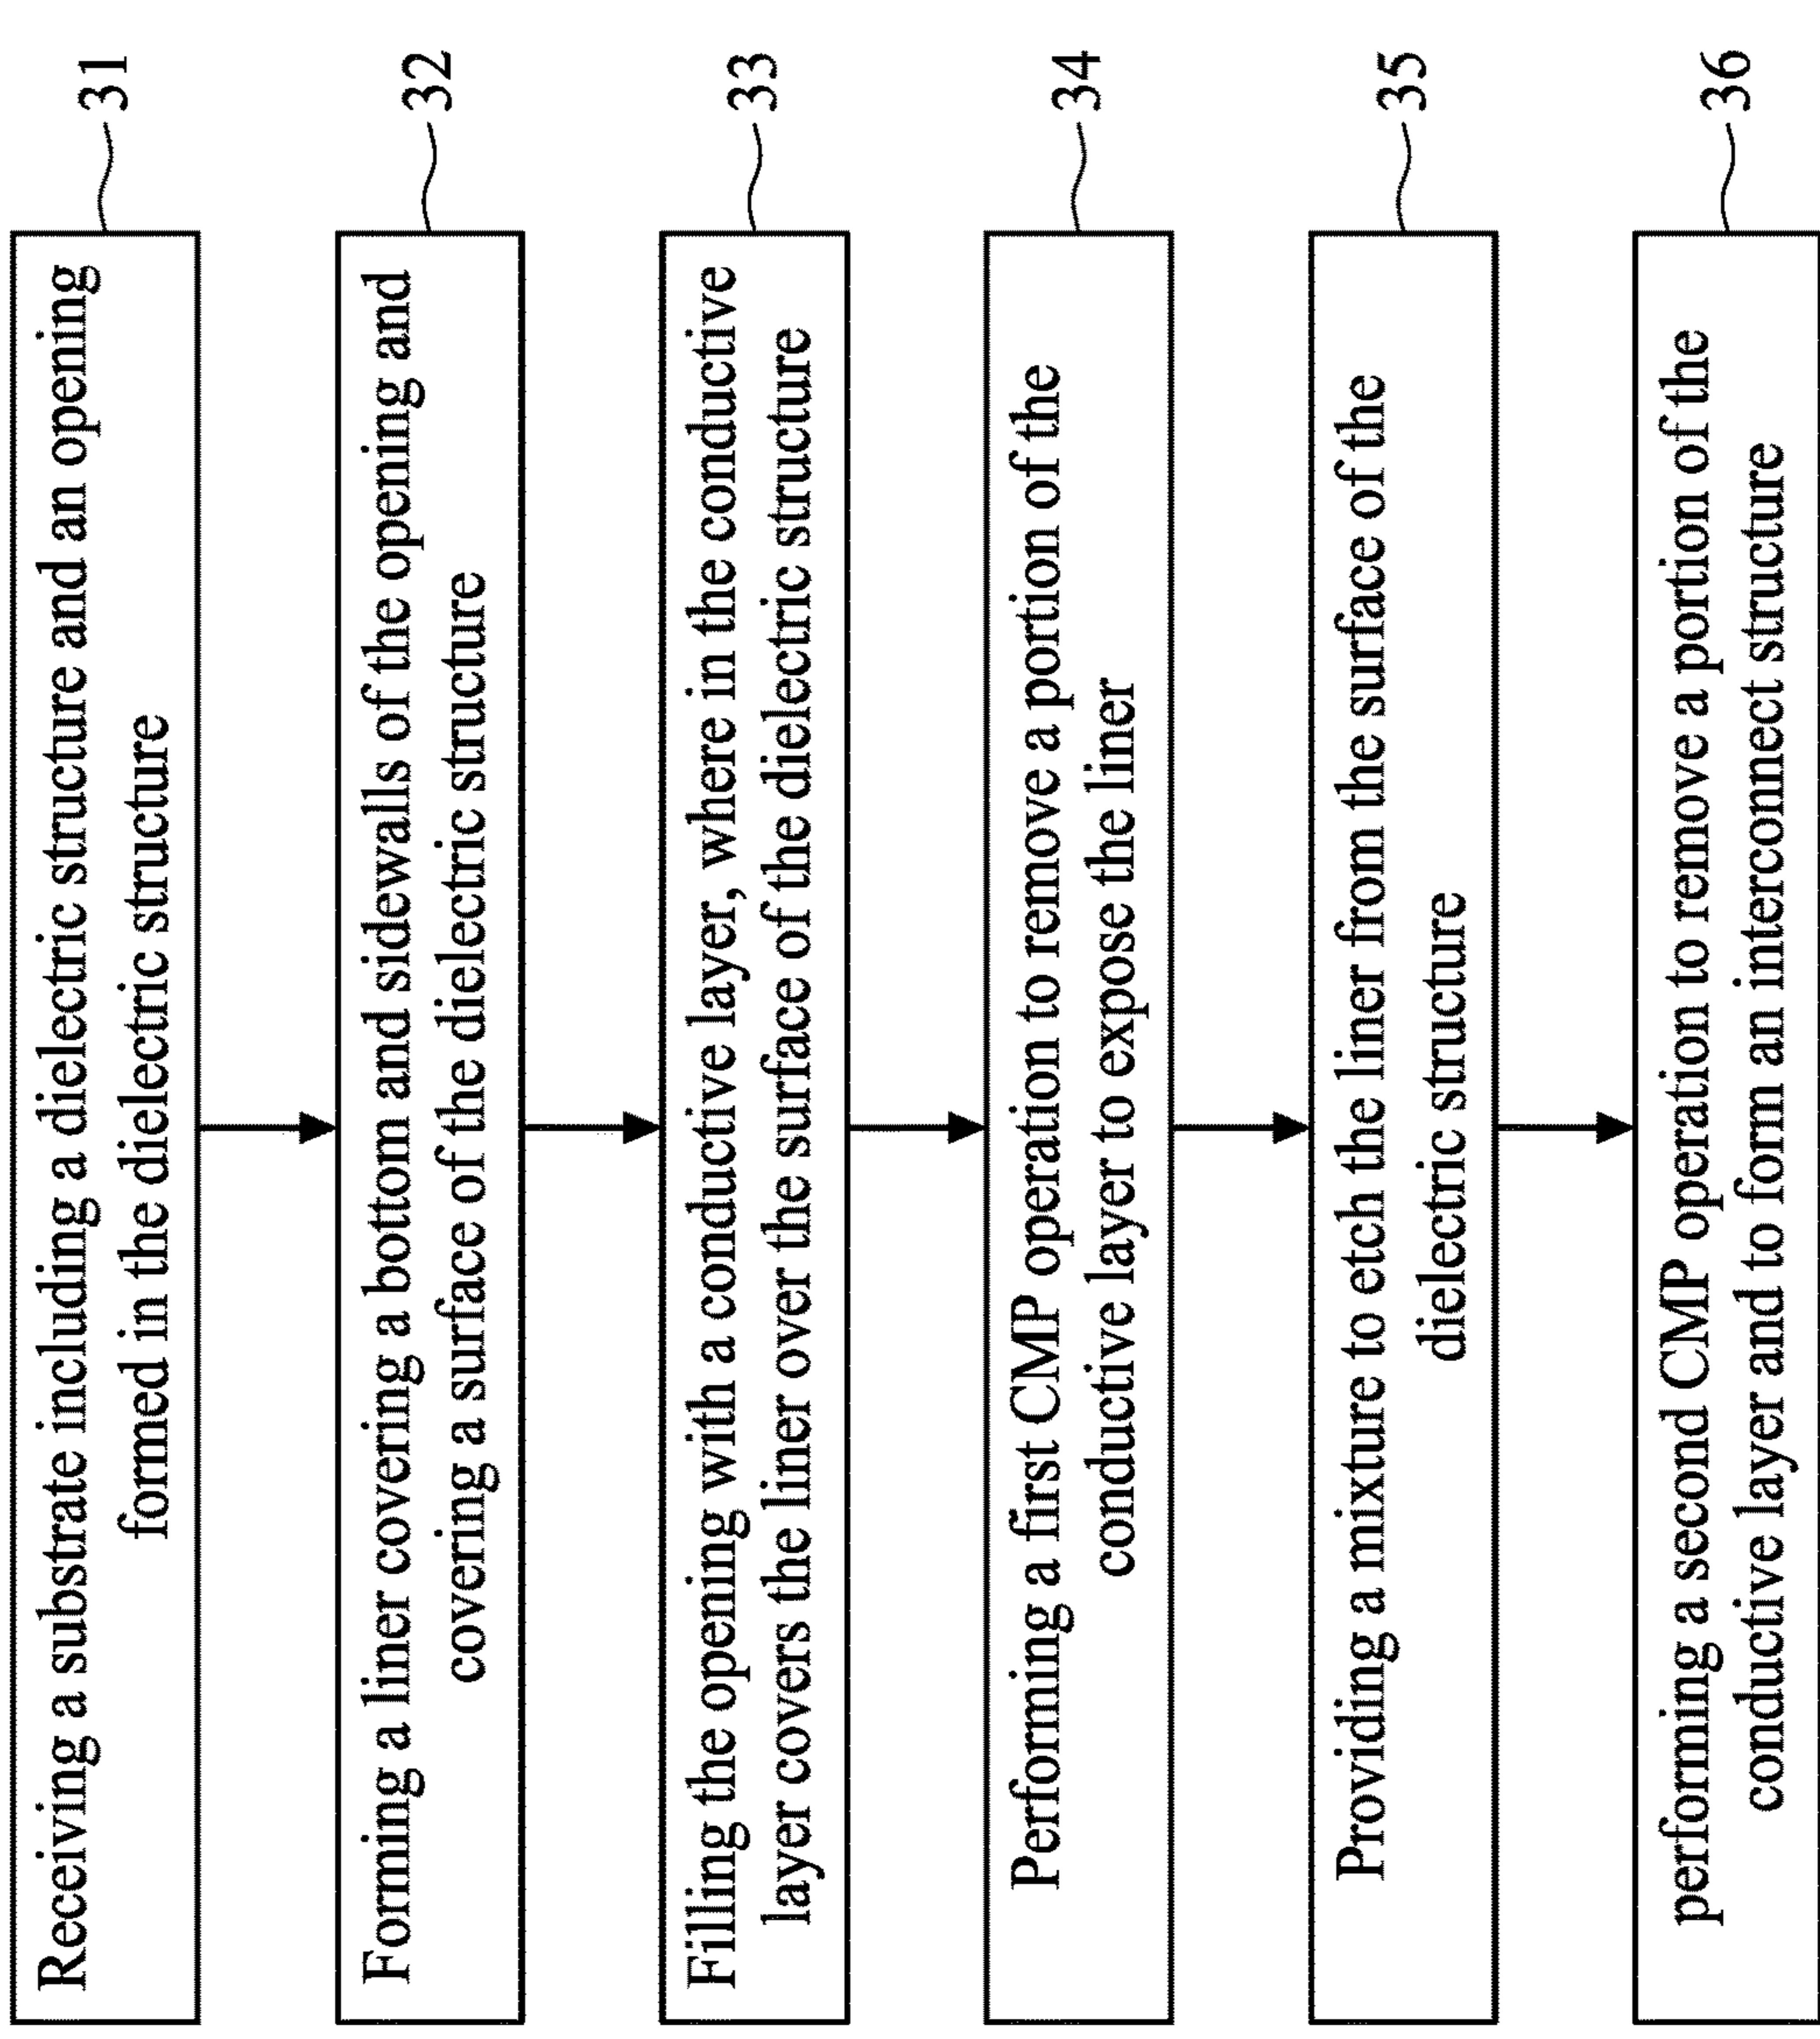 Receiving a substrate including a dielectric structure and an opening
formed in the dielectric structure
31
Forming a liner covering a bottom and sidewalls of the opening and
covering a surface of the dielectric structure
32
Filling the opening with a conductive layer, where in the conductive
layer covers the liner over the surface of the dielectric structure
33
Performing a first CMP operation to remove a portion of the
conductive layer to expose the liner
34
Providing a mixture to etch the liner from the surface of the
dielectric structure
35
performing a second CMP operation to remove a portion of the
conductive layer and to form an interconnect structure
36